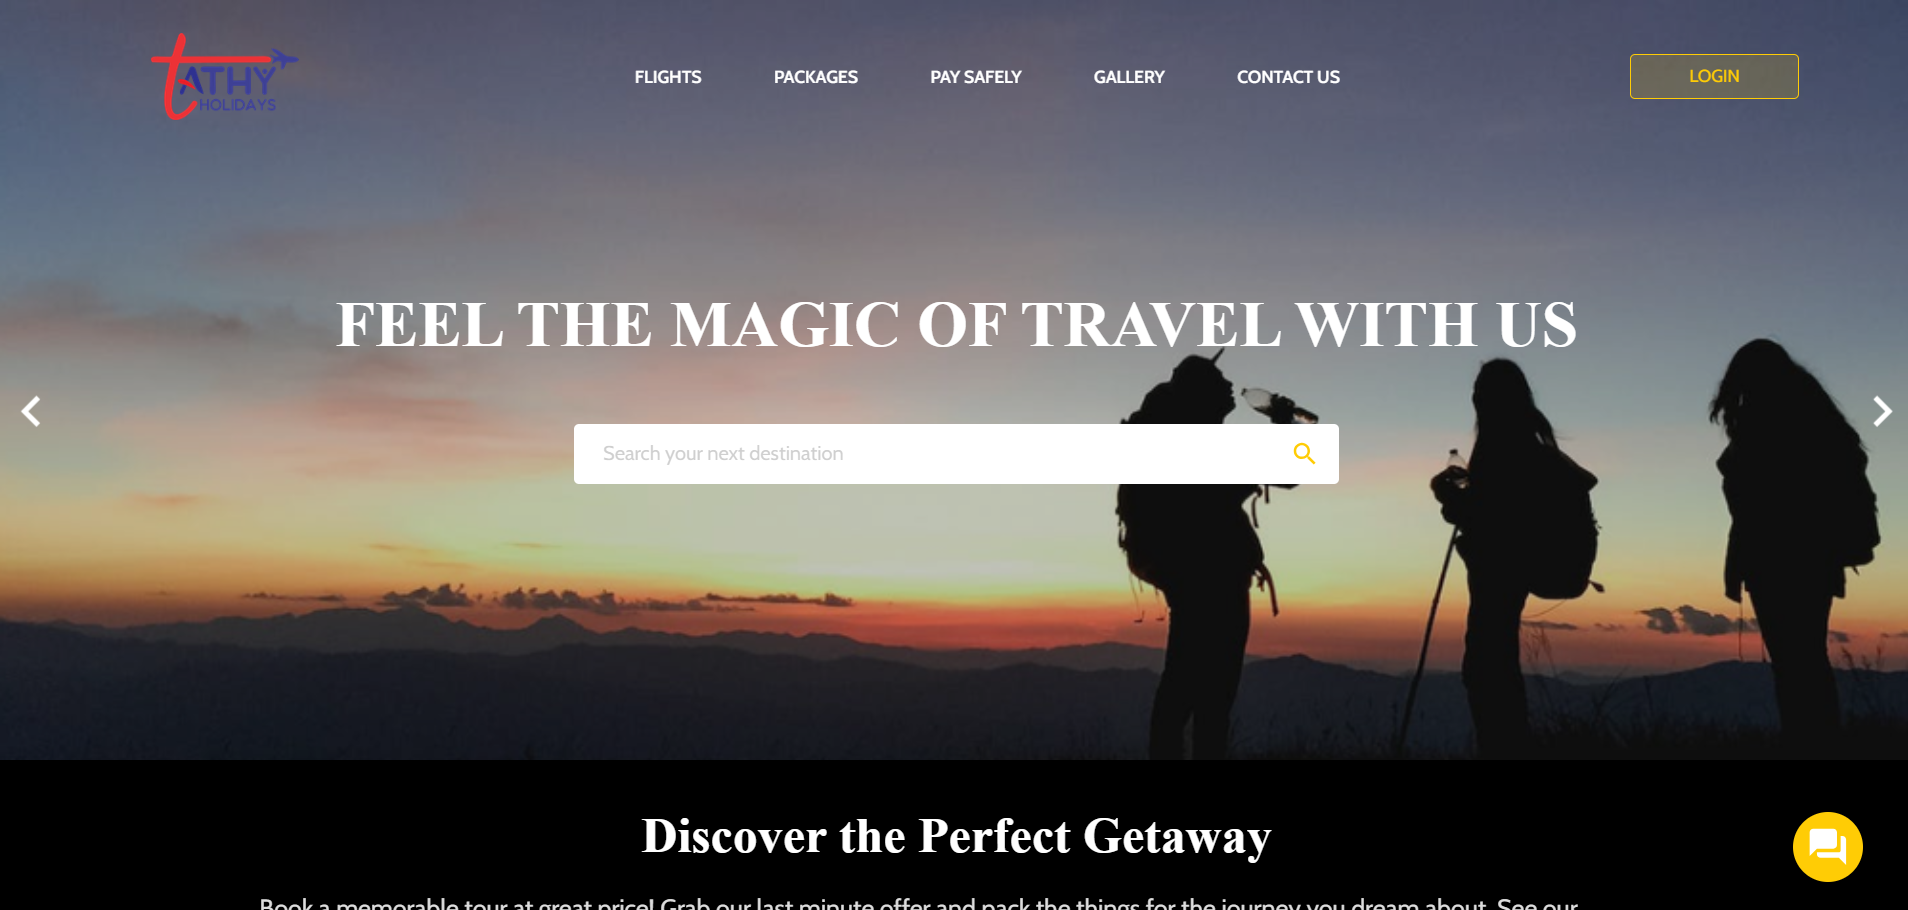 tATHY
HOLIDAYS
FLIGHTS PACKAGES PAY SAFELY GALLERY CONTACT US LOGIN
FEEL THE MAGIC OF TRAVEL WITH US
Search your next destination
Discover the Perfect Getaway
Book a memorable tour at great price! Grab our last minute offer and pack the things for the journey you dream about. See our